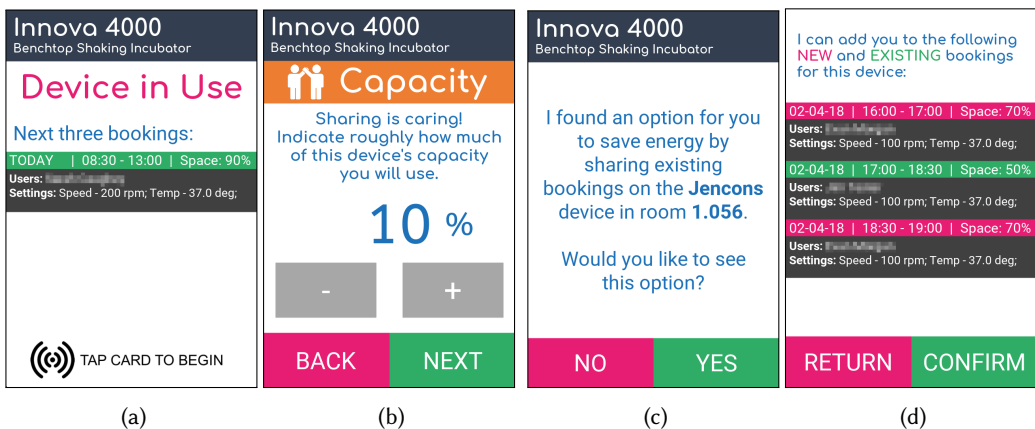 Innova 4000
Benchtop Shaking Incubator
Device in Use
Next three bookings:
TODAY | 08:30 - 13:00 | Space: 90%
Users:
Settings: Speed - 200 rpm; Temp - 37.0 deg;
TAP CARD TO BEGIN
(a)
Innova 4000
Benchtop Shaking Incubator
Capacity
Sharing is caring!
Indicate roughly how much
of this device's capacity
you will use.
10 %
- +
BACK NEXT
(b)
Innova 4000
Benchtop Shaking Incubator
I found an option for you
to save energy by
sharing existing
bookings on the Jencons
device in room 1.056.
Would you like to see
this option?
NO YES
(c)
I can add you to the following
NEW and EXISTING bookings
for this device:
02-04-18 | 16:00 - 17:00 | Space: 70%
Users:
Settings: Speed - 100 rpm; Temp - 37.0 deg;
02-04-18 | 17:00 - 18:30 | Space: 50%
Users:
Settings: Speed - 100 rpm; Temp - 37.0 deg;
02-04-18 | 18:30 - 19:00 | Space: 70%
Users:
Settings: Speed - 100 rpm; Temp - 37.0 deg;
RETURN CONFIRM
(d)